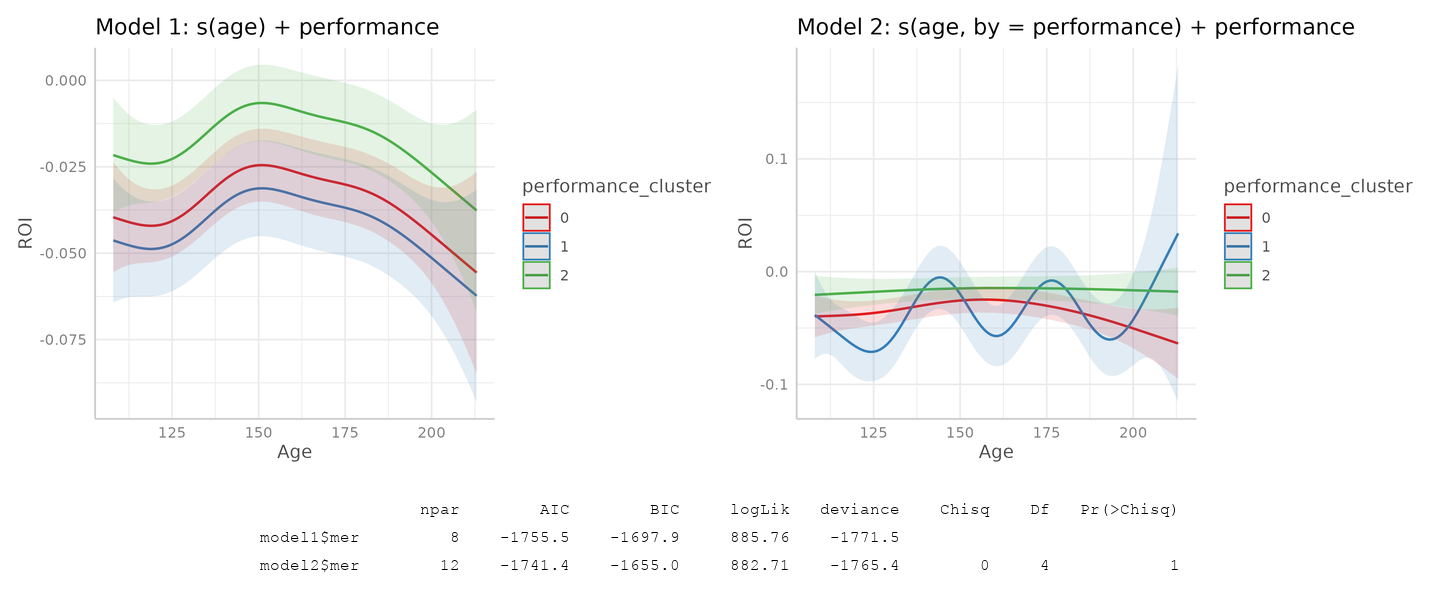 Model 1: s(age) + performance
0.000
-0.025
-0.050
-0.075
ROI
125 150 175 200
Age
performance_cluster
0
1
2
Model 2: s(age, by = performance) + performance
0.1
0.0
-0.1
ROI
125 150 175 200
Age
performance_cluster
0
1
2
npar AIC BIC logLik deviance Chisq Df Pr(>Chisq)
model1$mer 8 -1755.5 -1697.9 885.76 -1771.5
model2$mer 12 -1741.4 -1655.0 882.71 -1765.4 0 4 1